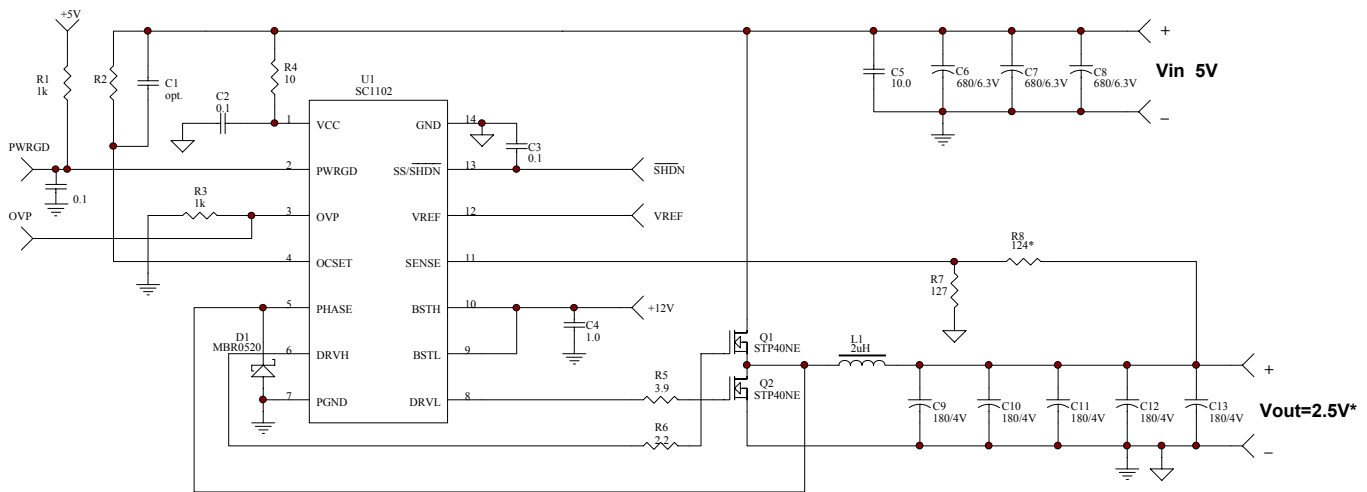 +5V
R1
1k
R2
C1
opt.
R4
10
C2
0.1
U1
SC1102
1
VCC
GND
14
C3
0.1
C5
10.0
C6
680/6.3V
C7
680/6.3V
C8
680/6.3V
+
Vin 5V
_
PWRGD
0.1
2
PWRGD
SS/SHDN
13
SHDN
OVP
R3
1k
3
OVP
VREF
12
VREF
4
OCSET
SENSE
11
R8
124*
R7
127
5
PHASE
BSTH
10
+12V
C4
1.0
D1
MBR0520
6
DRVH
BSTL
9
Q1
STP40NE
L1
2uH
7
PGND
DRVL
8
R5
3.9
Q2
STP40NE
R6
2.2
C9
180/4V
C10
180/4V
C11
180/4V
C12
180/4V
C13
180/4V
+
Vout=2.5V*
_